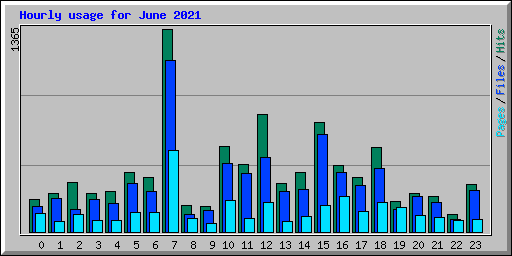 Hourly usage for June 2021
1365
Pages/Files/Hits
0 1 2 3 4 5 6 7 8 9 10 11 12 13 14 15 16 17 18 19 20 21 22 23